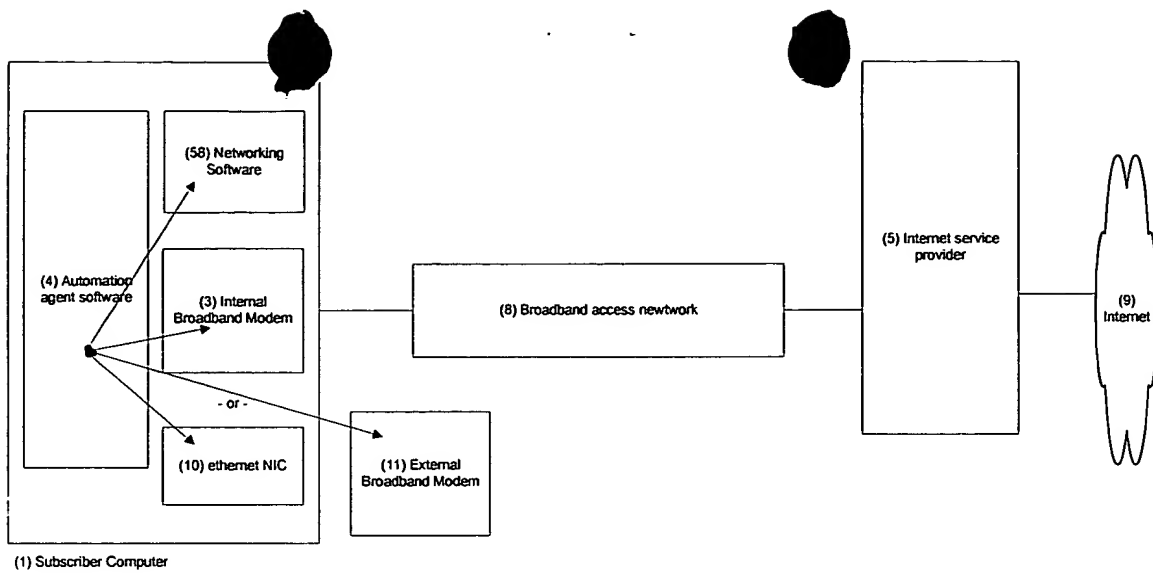 (58) Networking
Software
(4) Automation
agent software
(3) Internal
Broadband Modem
- or -
(10) ethernet NIC
(11) External
Broadband Modem
(8) Broadband access newtwork
(5) Internet service
provider
(9)
Internet
(1) Subscriber Computer